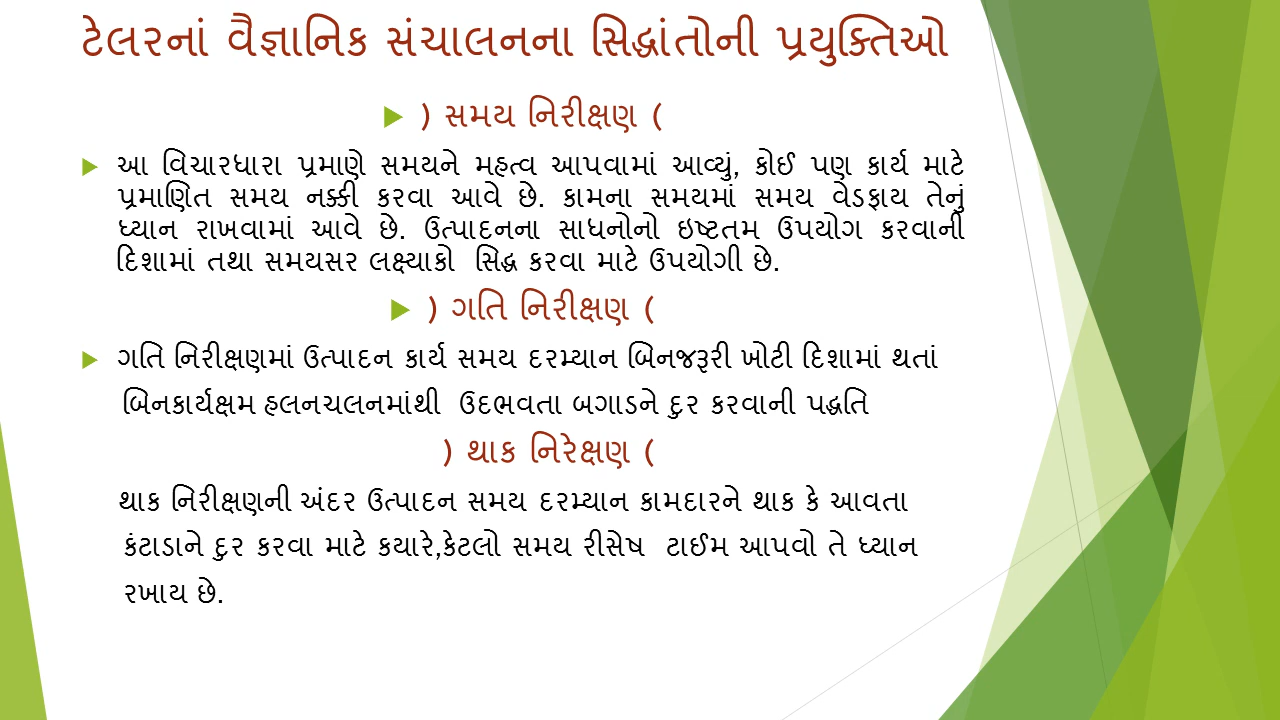 ટેલરનાં વૈજ્ઞાનિક સંચાલનના સિદ્ધાંતોની પ્રયુક્તિઓ
) સમય નિરીક્ષણ (
આ વિચારધારા પ્રમાણે સમયને મહત્વ આપવામાં આવ્યું, કોઈ પણ કાર્ય માટે
પ્રમાણિત સમય નક્કી કરવા આવે છે. કામના સમયમાં સમય વેડફાય તેનું
ધ્યાન રાખવામાં આવે છે. ઉત્પાદનના સાધનોનો ઇષ્ટતમ ઉપયોગ કરવાની
દિશામાં તથા સમયસર લક્ષ્યાકો સિદ્ધ કરવા માટે ઉપયોગી છે.
) ગતિ નિરીક્ષણ (
ગતિ નિરીક્ષણમાં ઉત્પાદન કાર્ય સમય દરમ્યાન બિનજરૂરી ખોટી દિશામાં થતાં
બિનકાર્યક્ષમ હલનચલનમાંથી ઉદભવતા બગાડને દુર કરવાની પદ્ધતિ
) થાક નિરેક્ષણ (
થાક નિરીક્ષણની અંદર ઉત્પાદન સમય દરમ્યાન કામદારને થાક કે આવતા
કંટાડાને દુર કરવા માટે કયારે,કેટલો સમય રીસેષ ટાઈમ આપવો તે ધ્યાન
રખાય છે.